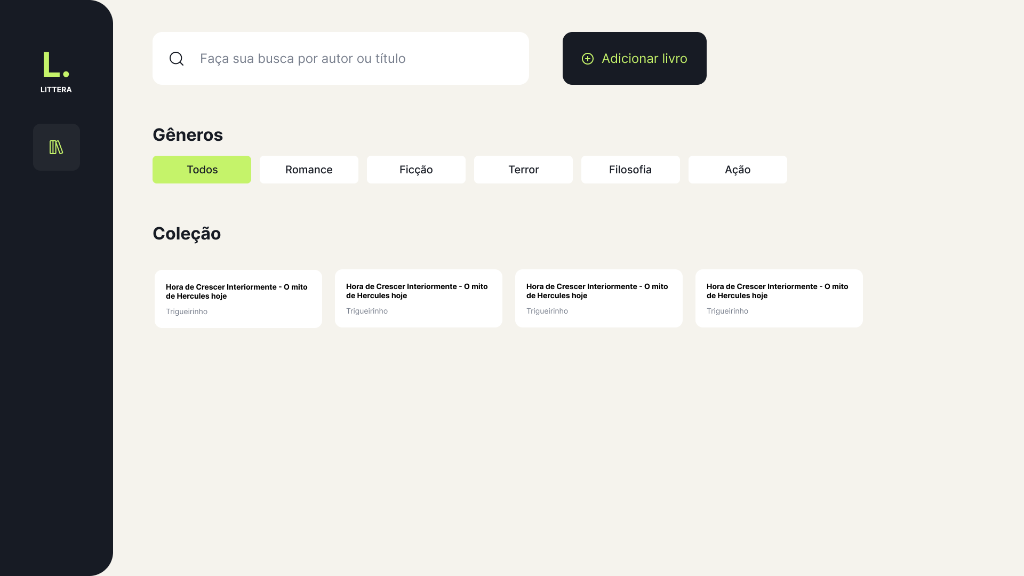 L.
LITTERA
Faça sua busca por autor ou título
Adicionar livro
Gêneros
Todos
Romance
Ficção
Terror
Filosofia
Ação
Coleção
Hora de Crescer Interiormente - O mito
de Hercules hoje
Trigueirinho
Hora de Crescer Interiormente - O mito
de Hercules hoje
Trigueirinho
Hora de Crescer Interiormente - O mito
de Hercules hoje
Trigueirinho
Hora de Crescer Interiormente - O mito
de Hercules hoje
Trigueirinho